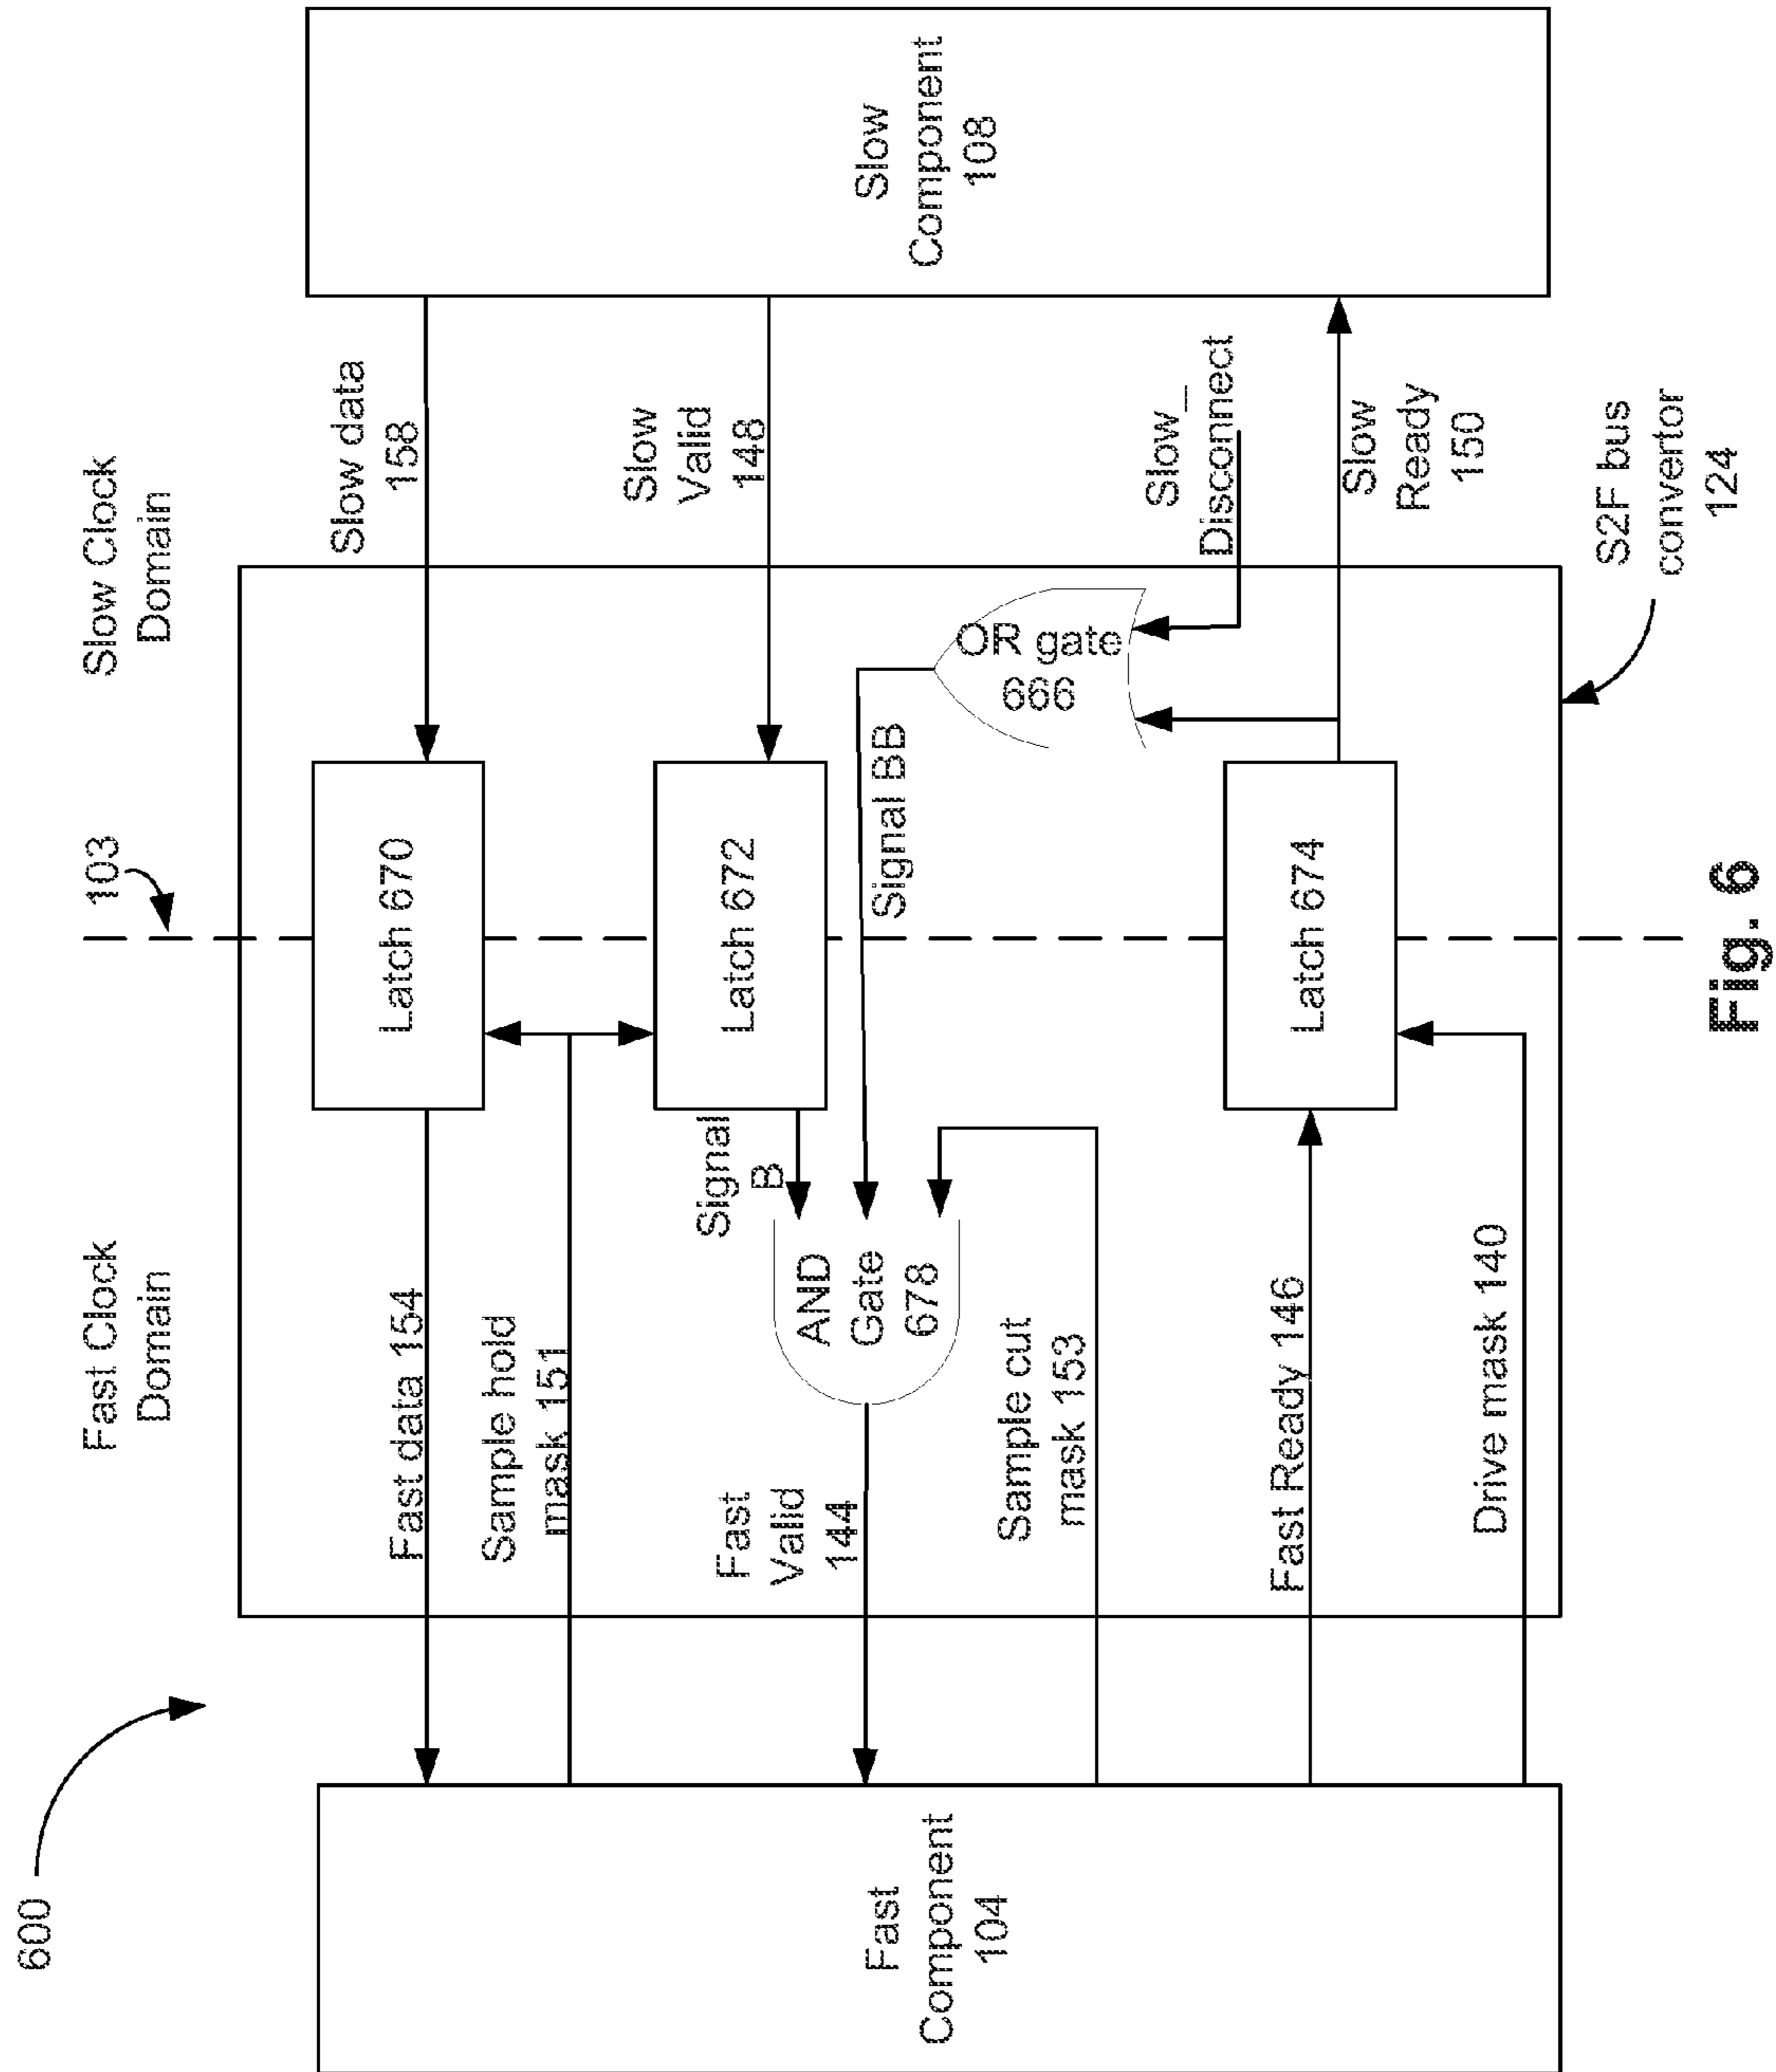 600
Fast Clock
Domain
103
Slow Clock
Domain
Fast
Component
104
Fast data 154
Sample hold
mask 151
Fast
Valid
144
Sample cut
mask 153
Fast Ready 146
Drive mask 140
Latch 670
Latch 672
Signal
B
AND
Gate
678
Signal BB
OR gate
666
Latch 674
Slow data
158
Slow
Valid
148
Slow_
Disconnect
Slow
Ready
150
S2F bus
convertor
124
Slow
Component
108
Fig. 6